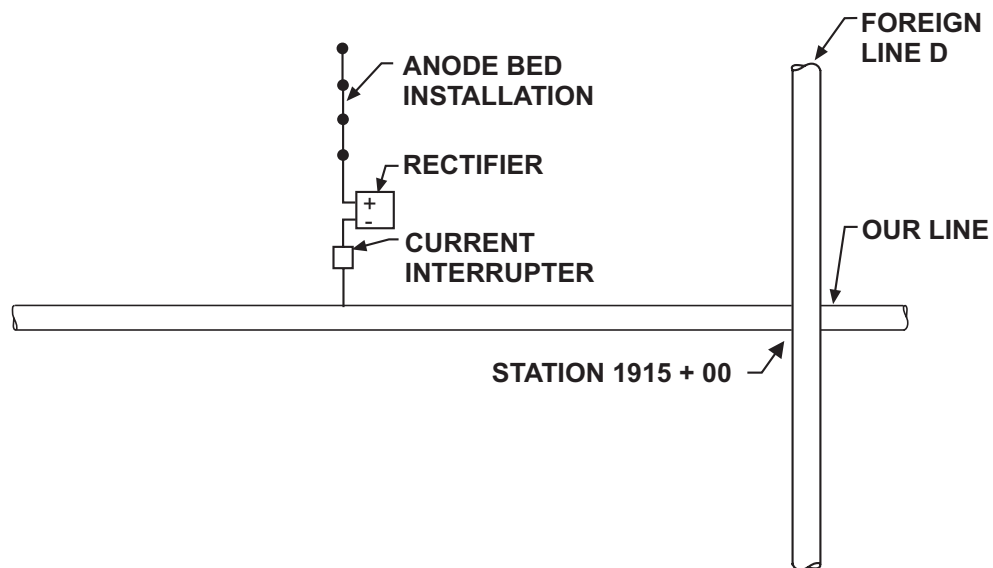 FOREIGN
LINE D
ANODE BED
INSTALLATION
RECTIFIER
+
-
OUR LINE
CURRENT
INTERRUPTER
STATION 1915 + 00